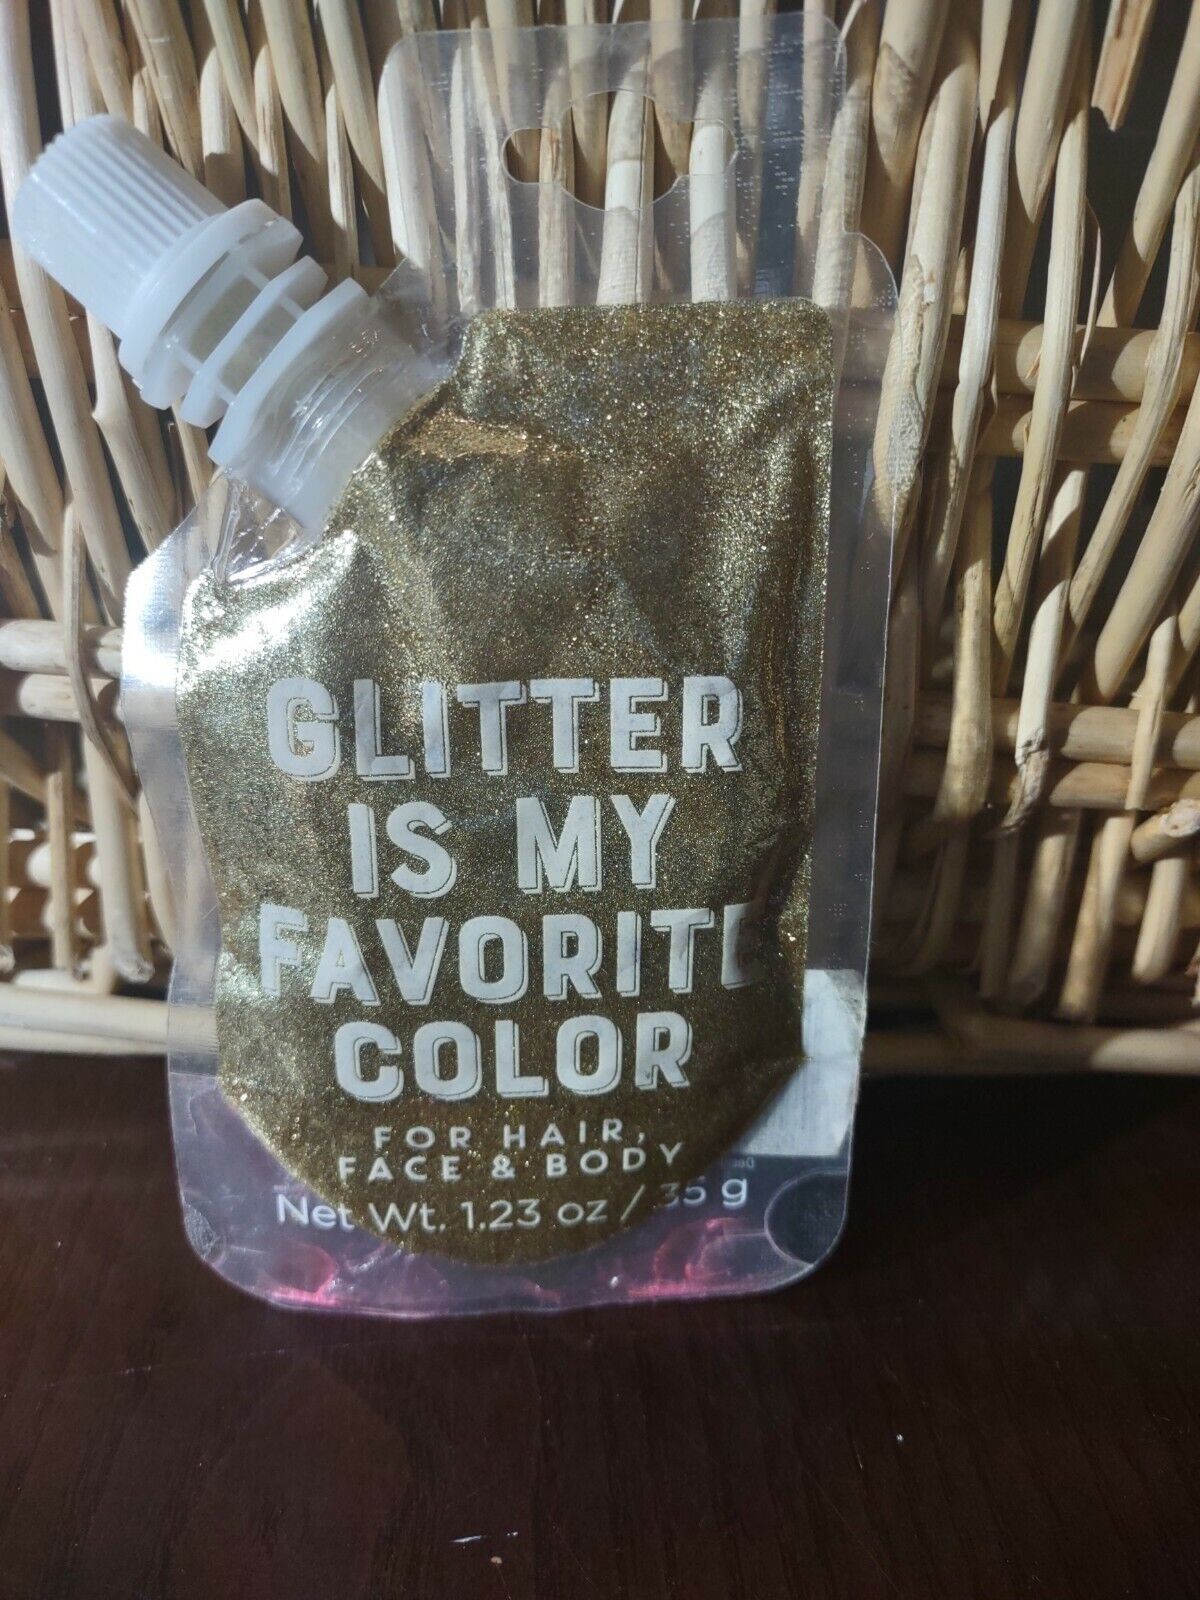 GLITTER
IS MY
FAVORITE
COLOR
FOR HAIR,
FACE & BODY
Net Wt. 1.23 oz / 35 g